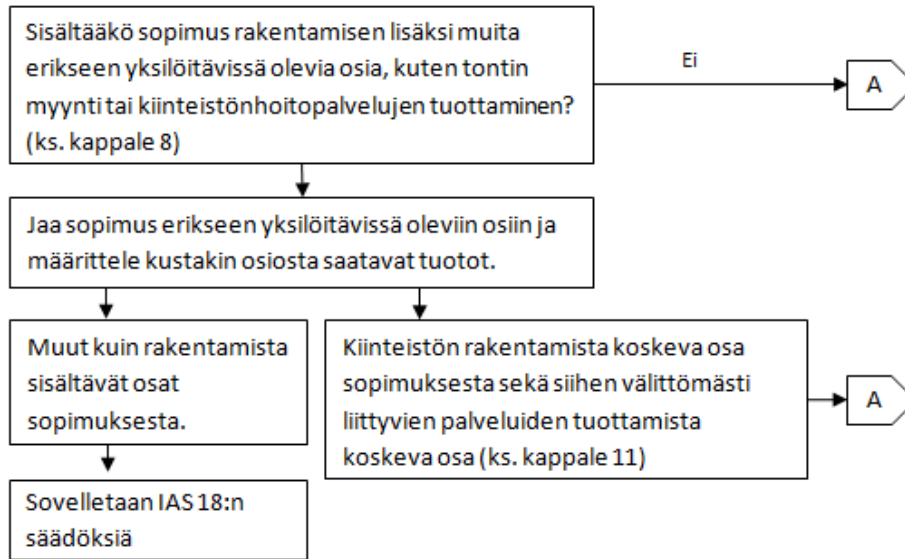 Sisältääkö sopimus rakentamisen lisäksi muita
erikseen yksilöitävissä olevia osia, kuten tontin
myynti tai kiinteistönhoitopalvelujen tuottaminen?
(ks. kappale 8)
Ei
A
Jaa sopimus erikseen yksilöitävissä oleviin osiin ja
määrittele kustakin osiosta saatavat tuotot.
Muut kuin rakentamista
sisältävät osat
sopimuksesta.
Kiinteistön rakentamista koskeva osa
sopimuksesta sekä siihen välittömästi
liittyvien palveluiden tuottamista
koskeva osa (ks. kappale 11)
A
Sovelletaan IAS 18:n
säädöksiä